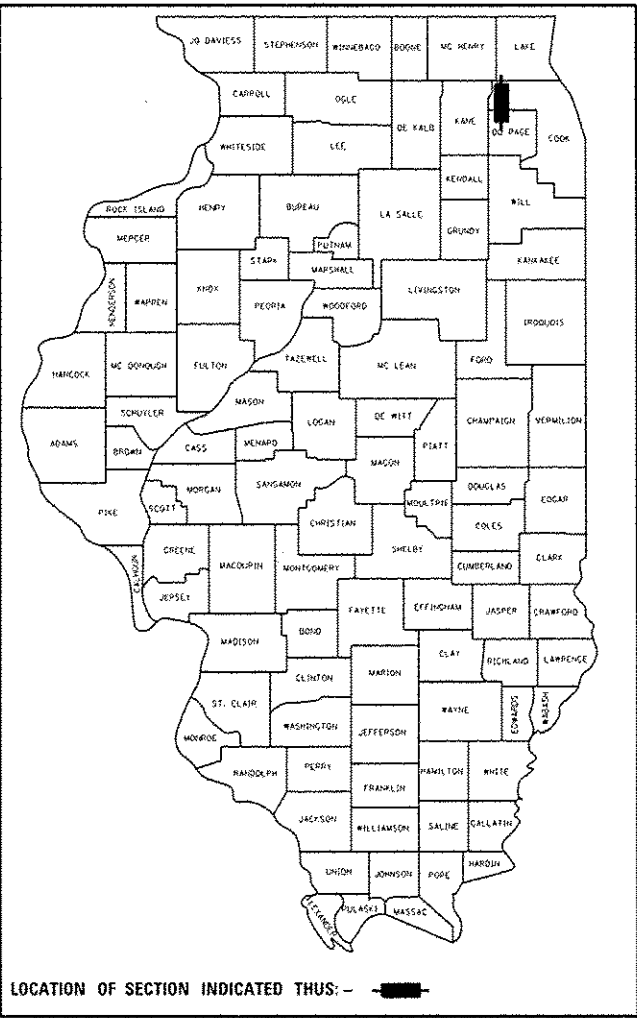 JO DAVIESS STEPHENSON WINNEBAGO BOONE MC HENRY LAKE
CARROLL OGLE DE KALB KANE DU PAGE COOK
WHITESIDE LEE
KENDALL
ROCK ISLAND HENRY BUREAU LA SALLE GRUNDY WILL
MERCER STARK PUTNAM KANKAKEE
MARSHALL
HENDERSON WARREN KNOX PEORIA WOODFORD LIVINGSTON IROQUOIS
HANCOCK MC DONOUGH FULTON TAZEWELL MC LEAN FORD
SCHUYLER MASON LOGAN DE WITT CHAMPAIGN VERMILION
ADAMS BROWN CASS MENARD MACON PIATT
MORGAN SANGAMON DOUGLAS EDGAR
PIKE SCOTT CHRISTIAN MOULTRIE COLES
CALHOUN GREENE MACOUPIN MONTGOMERY SHELBY CUMBERLAND CLARK
JERSEY FAYETTE EFFINGHAM JASPER CRAWFORD
MADISON BOND CLAY RICHLAND LAWRENCE
CLINTON MARION
ST. CLAIR WAYNE EDWARDS WABASH
MONROE WASHINGTON JEFFERSON
RANDOLPH PERRY HAMILTON WHITE
FRANKLIN
JACKSON WILLIAMSON SALINE GALLATIN
UNION JOHNSON POPE HARDIN
ALEXANDER PULASKI MASSAC
LOCATION OF SECTION INDICATED THUS: -